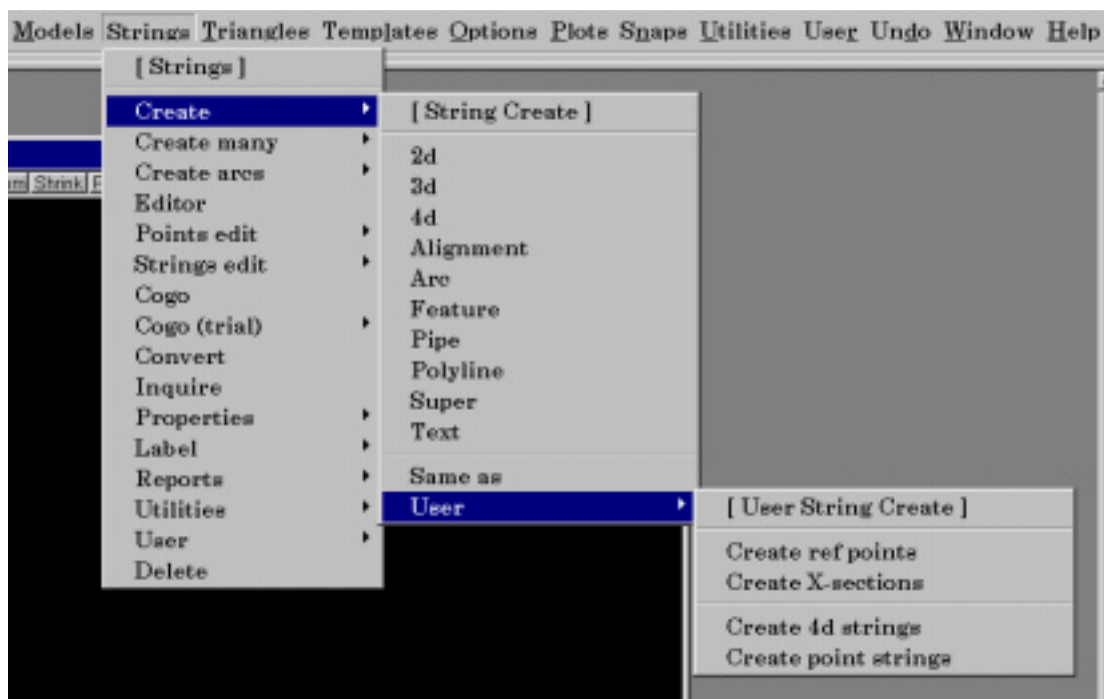 Models Strings Triangles Templates Options Plots Snaps Utilities User Undo Window Help
[ Strings ]
Create
Create many
Create arcs
Editor
Points edit
Strings edit
Cogo
Cogo (trial)
Convert
Inquire
Properties
Label
Reports
Utilities
User
Delete
Shrink
[ String Create ]
2d
3d
4d
Alignment
Arc
Feature
Pipe
Polyline
Super
Text
Same as
User
[ User String Create ]
Create ref points
Create X-sections
Create 4d strings
Create point strings